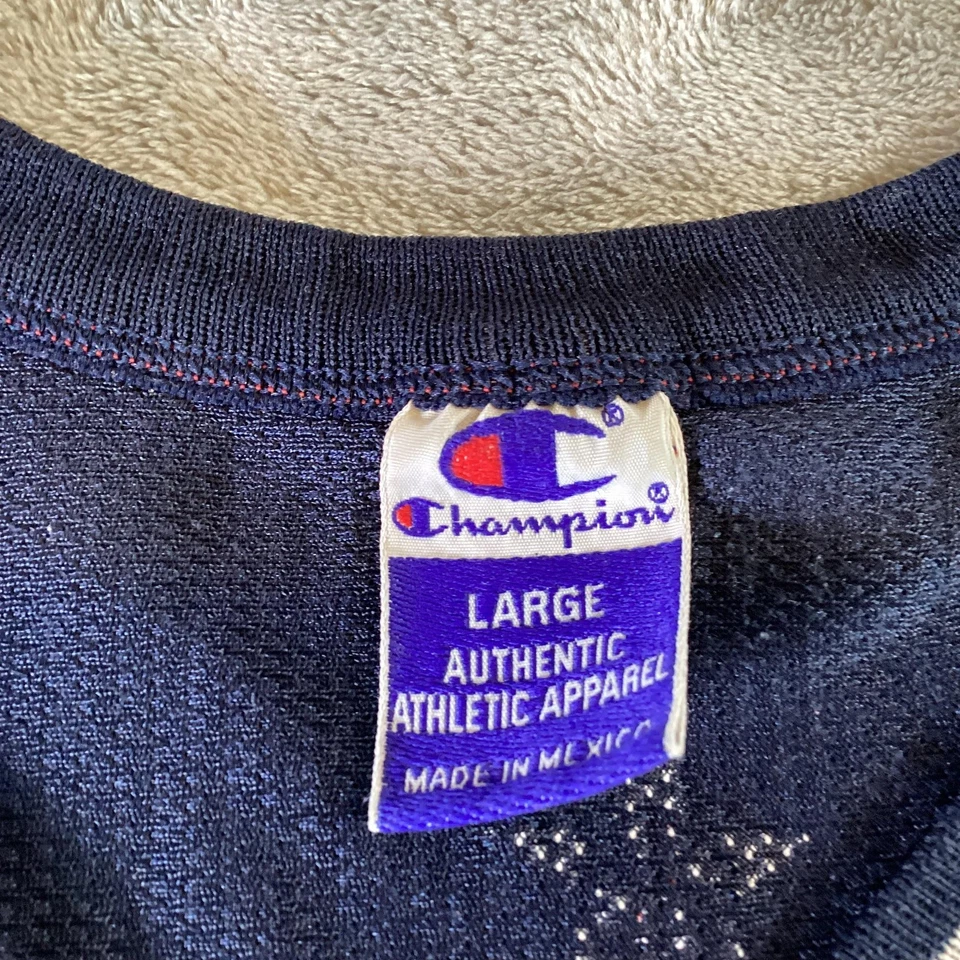 ®
Champion®
LARGE
AUTHENTIC
ATHLETIC APPAREL
MADE IN MEXICO